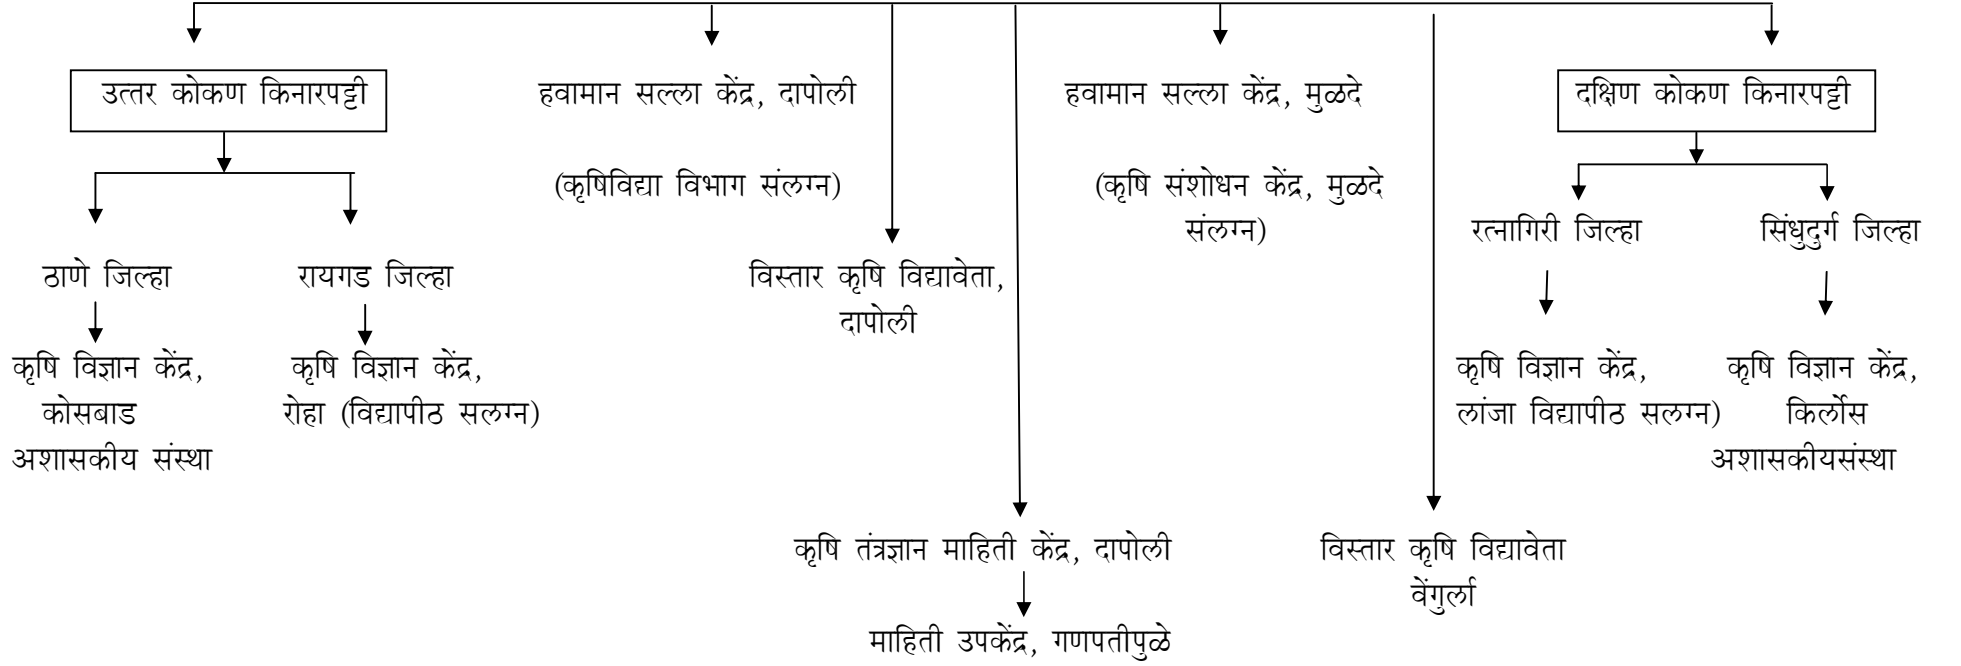 उत्तर कोकण किनारपट्टी
हवामान सल्ला केंद्र, दापोली
हवामान सल्ला केंद्र, मुळदे
दक्षिण कोकण किनारपट्टी
(कृषिविद्या विभाग संलग्न)
(कृषि संशोधन केंद्र, मुळदे
संलग्न)
ठाणे जिल्हा
रायगड जिल्हा
विस्तार कृषि विद्यावेता,
दापोली
रत्नागिरी जिल्हा
सिंधुदुर्ग जिल्हा
कृषि विज्ञान केंद्र,
कोसबाड
अशासकीय संस्था
कृषि विज्ञान केंद्र,
रोहा (विद्यापीठ सलग्न)
कृषि विज्ञान केंद्र,
लांजा विद्यापीठ सलग्न)
कृषि विज्ञान केंद्र,
किर्लोस
अशासकीयसंस्था
कृषि तंत्रज्ञान माहिती केंद्र, दापोली
विस्तार कृषि विद्यावेता
वेंगुर्ला
माहिती उपकेंद्र, गणपतीपुळे